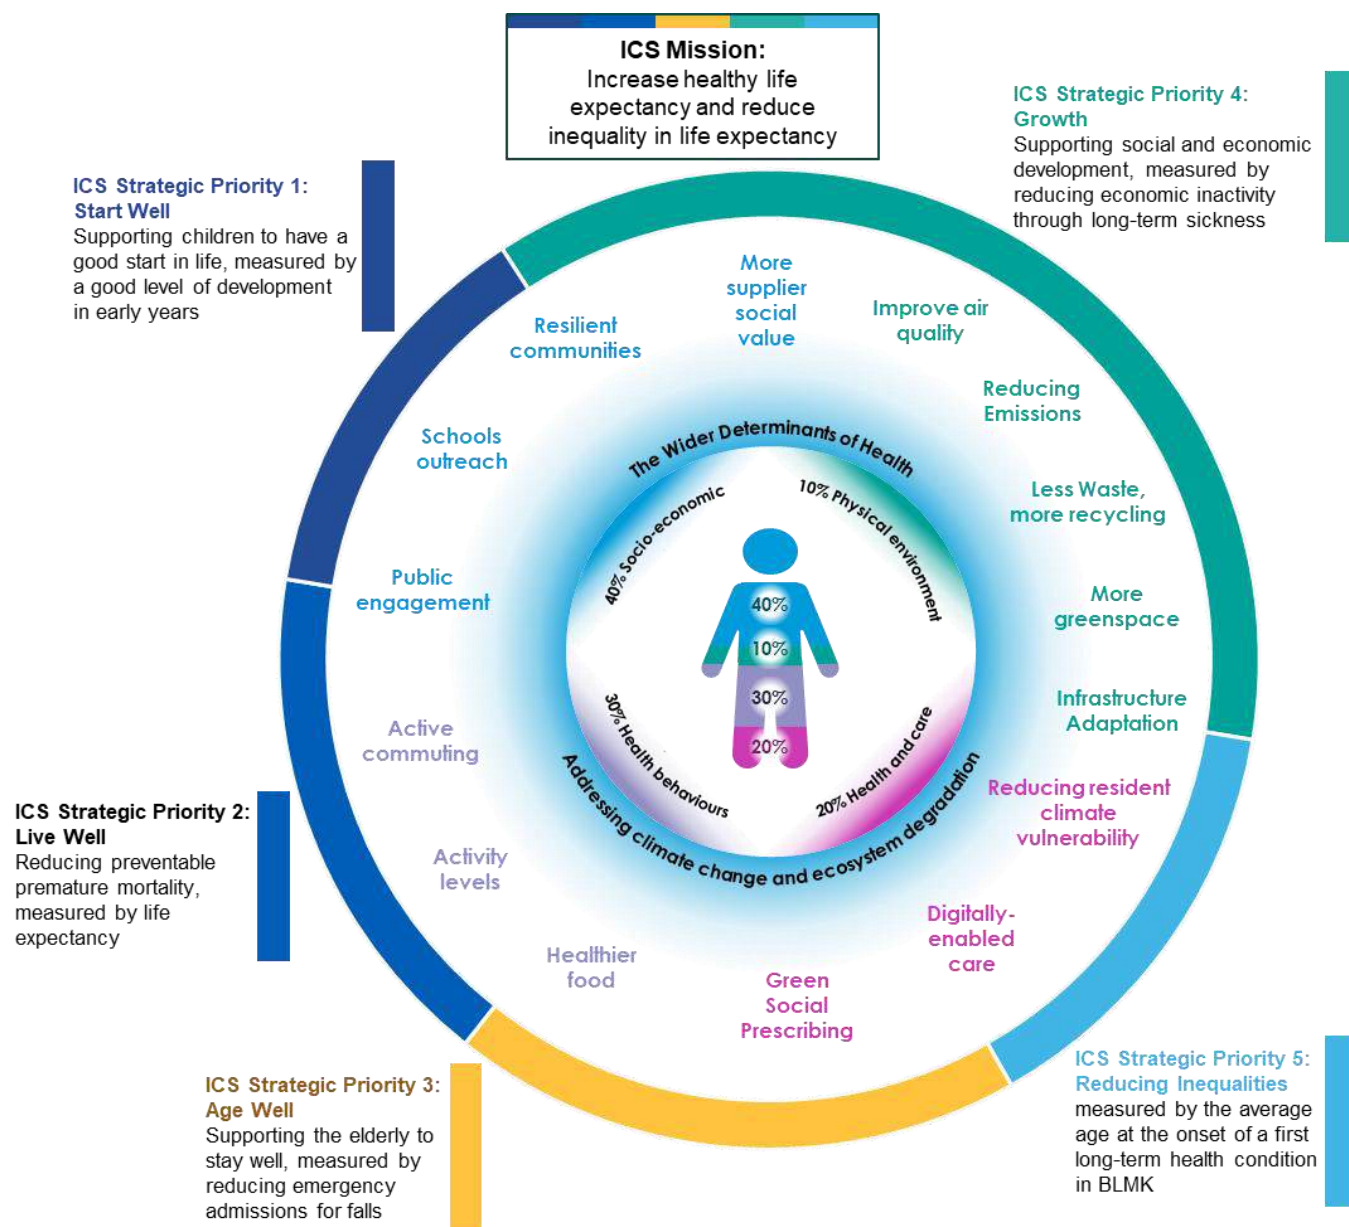 ICS Mission:
Increase healthy life
expectancy and reduce
inequality in life expectancy
ICS Strategic Priority 1:
Start Well
Supporting children to have a
good start in life, measured by
a good level of development
in early years
ICS Strategic Priority 4:
Growth
Supporting social and economic
development, measured by
reducing economic inactivity
through long-term sickness
More
supplier
social
value
Improve air
quality
Resilient
communities
Reducing
Emissions
Schools
outreach
Less Waste,
more recycling
Public
engagement
More
greenspace
Infrastructure
Adaptation
The Wider Determinants of Health
40% Socio-economic
10% Physical environment
40%
10%
30%
20%
30% Health behaviours
20% Health and care
Addressing climate change and ecosystem degradation
Active
commuting
Reducing resident
climate
vulnerability
Activity
levels
Digitally-
enabled
care
Healthier
food
Green
Social
Prescribing
ICS Strategic Priority 2:
Live Well
Reducing preventable
premature mortality,
measured by life
expectancy
ICS Strategic Priority 3:
Age Well
Supporting the elderly to
stay well, measured by
reducing emergency
admissions for falls
ICS Strategic Priority 5:
Reducing Inequalities
measured by the average
age at the onset of a first
long-term health condition
in BLMK